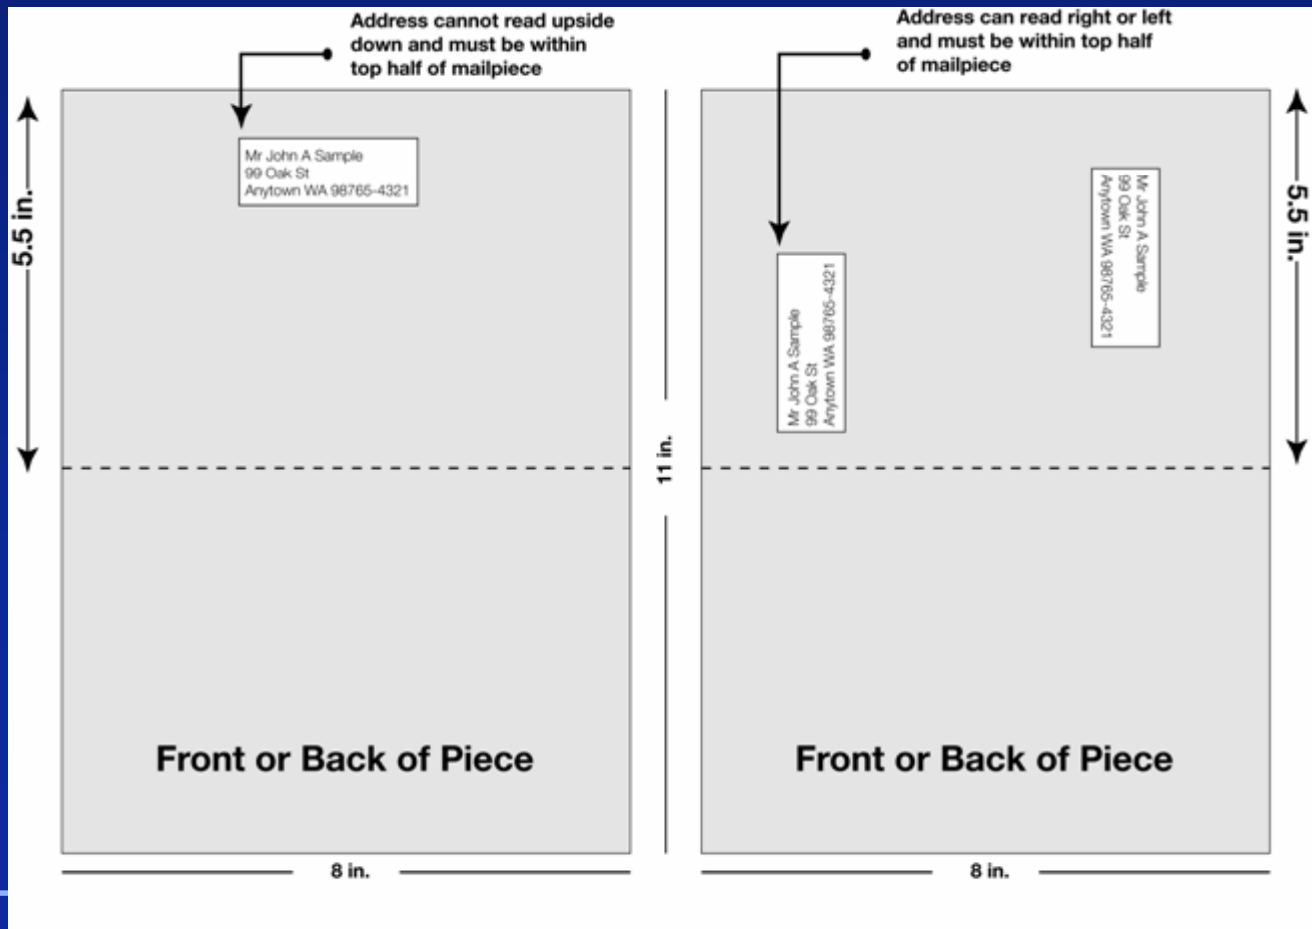 Address cannot read upside
down and must be within
top half of mailpiece
Mr John A Sample
99 Oak St
Anytown WA 98765-4321
5.5 in.
Front or Back of Piece
8 in.
11 in.
Address can read right or left
and must be within top half
of mailpiece
Mr John A Sample
99 Oak St
Anytown WA 98765-4321
Mr John A Sample
99 Oak St
Anytown WA 98765-4321
5.5 in.
Front or Back of Piece
8 in.